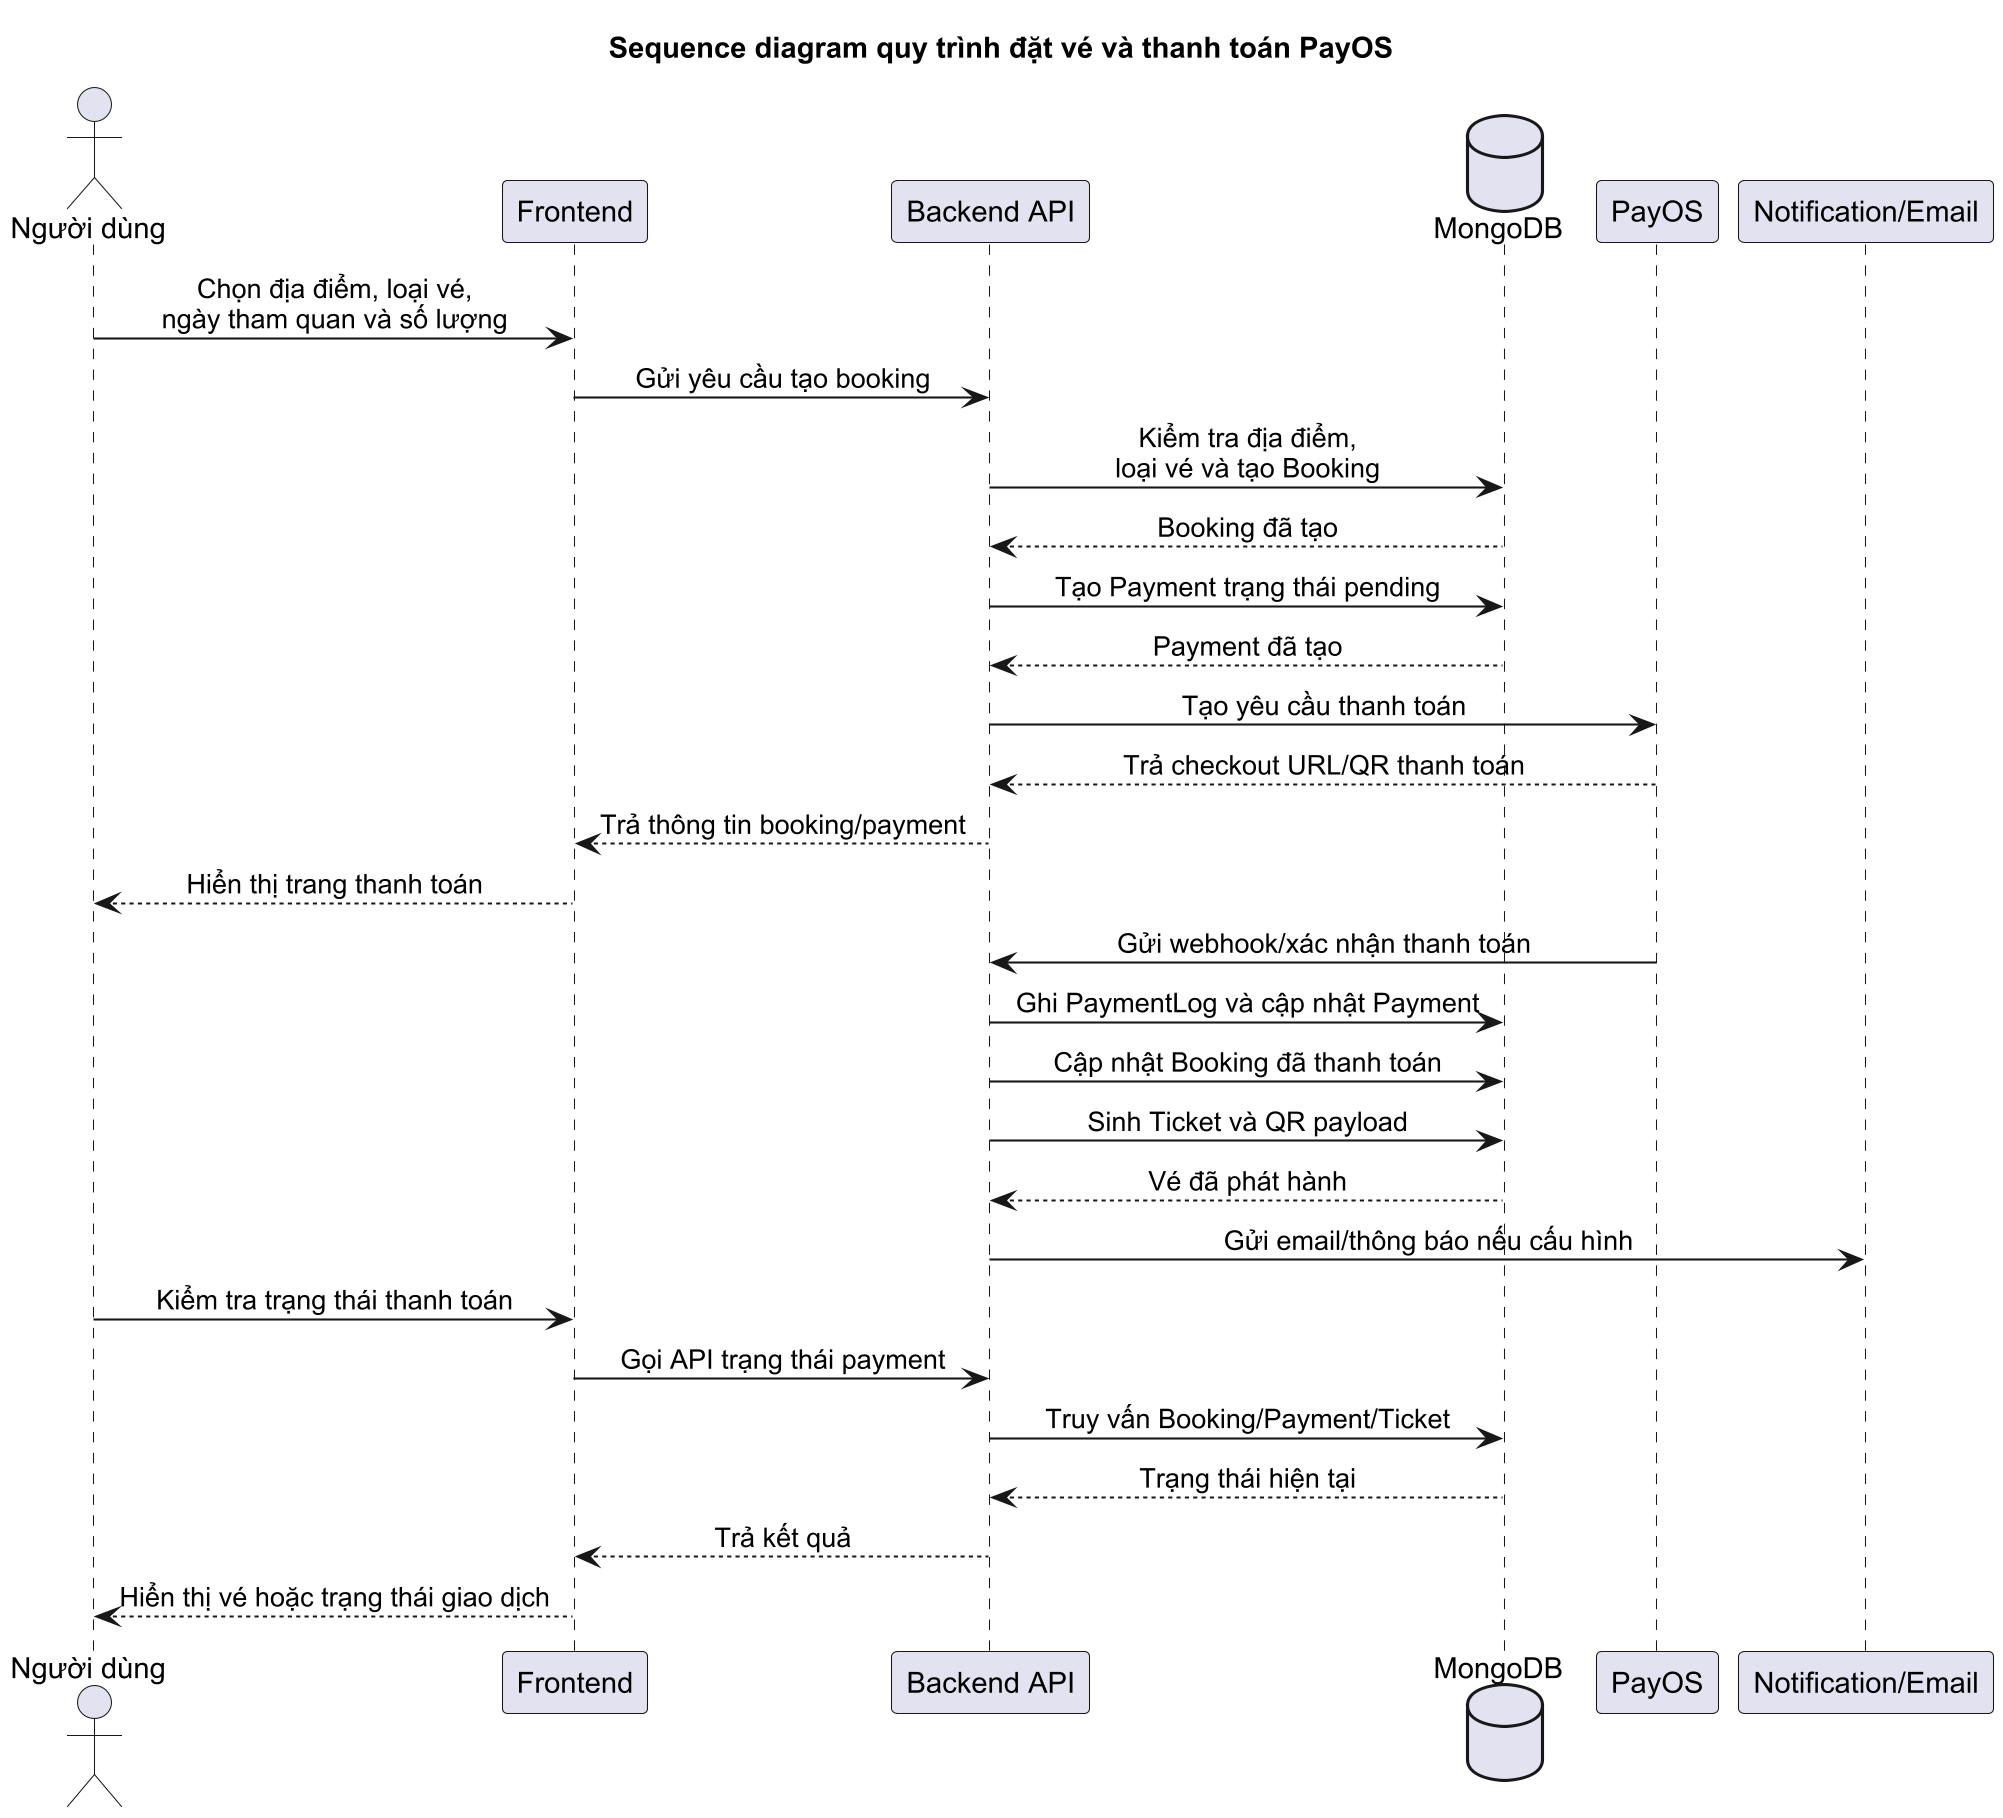 Sequence diagram quy trình đặt vé và thanh toán PayOS
Người dùng
Frontend
Backend API
MongoDB
PayOS
Notification/Email
Chọn địa điểm, loại vé,
ngày tham quan và số lượng
Gửi yêu cầu tạo booking
Kiểm tra địa điểm,
loại vé và tạo Booking
Booking đã tạo
Tạo Payment trạng thái pending
Payment đã tạo
Tạo yêu cầu thanh toán
Trả checkout URL/QR thanh toán
Trả thông tin booking/payment
Hiển thị trang thanh toán
Gửi webhook/xác nhận thanh toán
Ghi PaymentLog và cập nhật Payment
Cập nhật Booking đã thanh toán
Sinh Ticket và QR payload
Vé đã phát hành
Gửi email/thông báo nếu cấu hình
Kiểm tra trạng thái thanh toán
Gọi API trạng thái payment
Truy vấn Booking/Payment/Ticket
Trạng thái hiện tại
Trả kết quả
Hiển thị vé hoặc trạng thái giao dịch
Người dùng
Frontend
Backend API
MongoDB
PayOS
Notification/Email